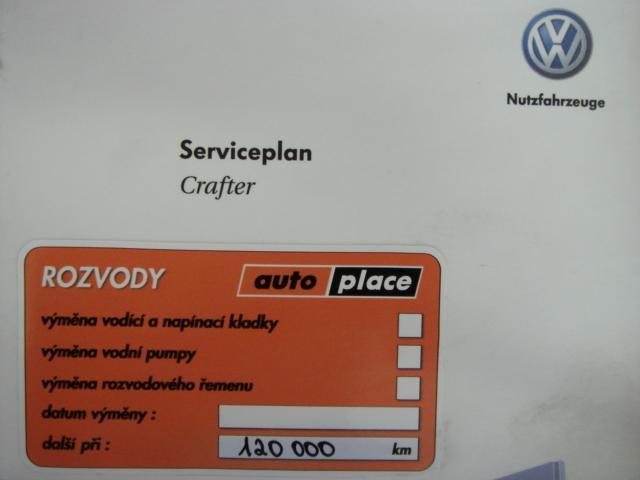 VW
Nutzfahrzeuge
Serviceplan
Crafter
ROZVODY
auto place
výměna vodící a napínací kladky
výměna vodní pumpy
výměna rozvodového řemenu
datum výměny :
další při : 120 000 km